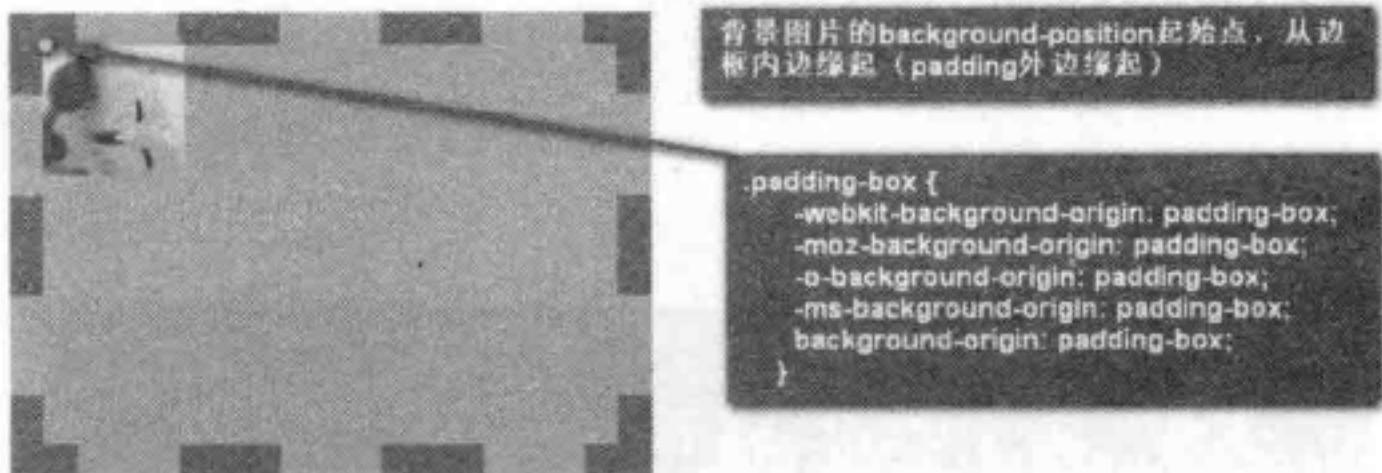 背景图片的background-position起始点，从边
框内边缘起（padding外边缘起）
.padding-box {
-webkit-background-origin: padding-box;
-moz-background-origin: padding-box;
-o-background-origin: padding-box;
-ms-background-origin: padding-box;
background-origin: padding-box;
}